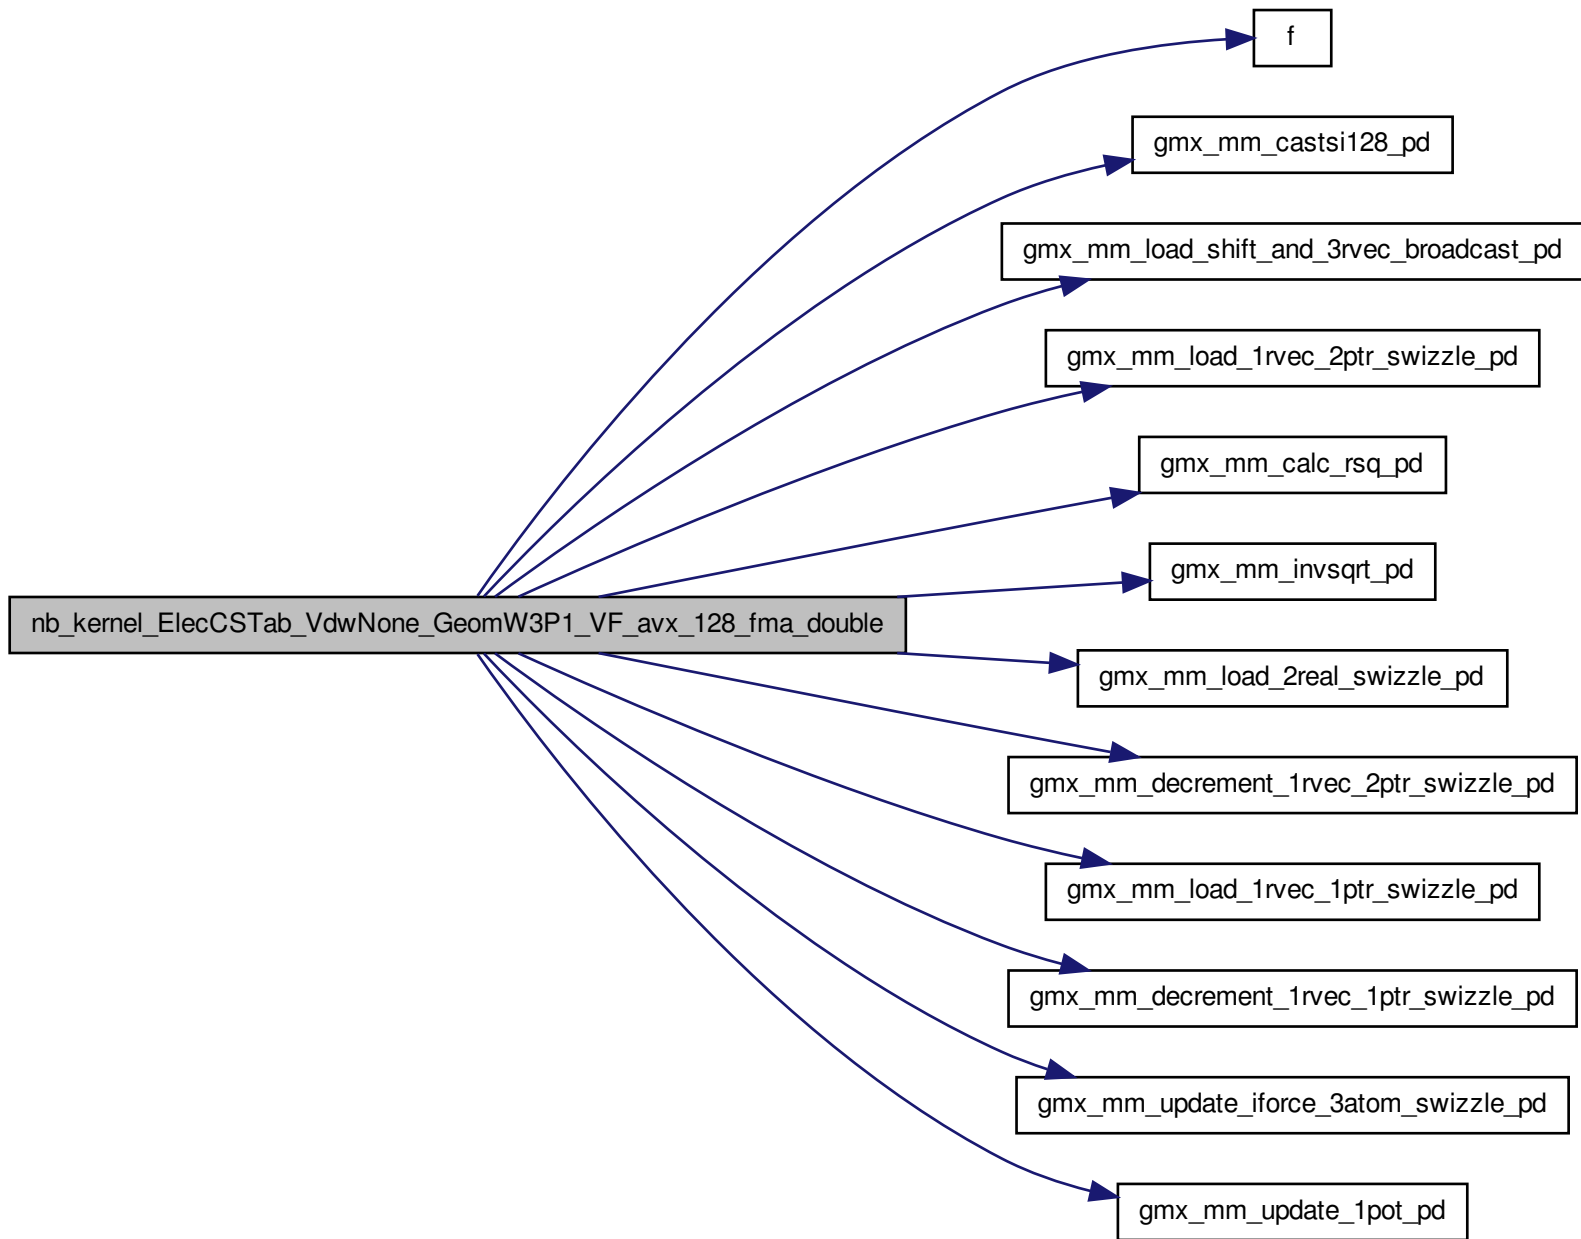 f
gmx_mm_castsi128_pd
gmx_mm_load_shift_and_3rvec_broadcast_pd
gmx_mm_load_1rvec_2ptr_swizzle_pd
gmx_mm_calc_rsq_pd
gmx_mm_invsqrt_pd
nb_kernel_ElecCSTab_VdwNone_GeomW3P1_VF_avx_128_fma_double
gmx_mm_load_2real_swizzle_pd
gmx_mm_decrement_1rvec_2ptr_swizzle_pd
gmx_mm_load_1rvec_1ptr_swizzle_pd
gmx_mm_decrement_1rvec_1ptr_swizzle_pd
gmx_mm_update_iforce_3atom_swizzle_pd
gmx_mm_update_1pot_pd